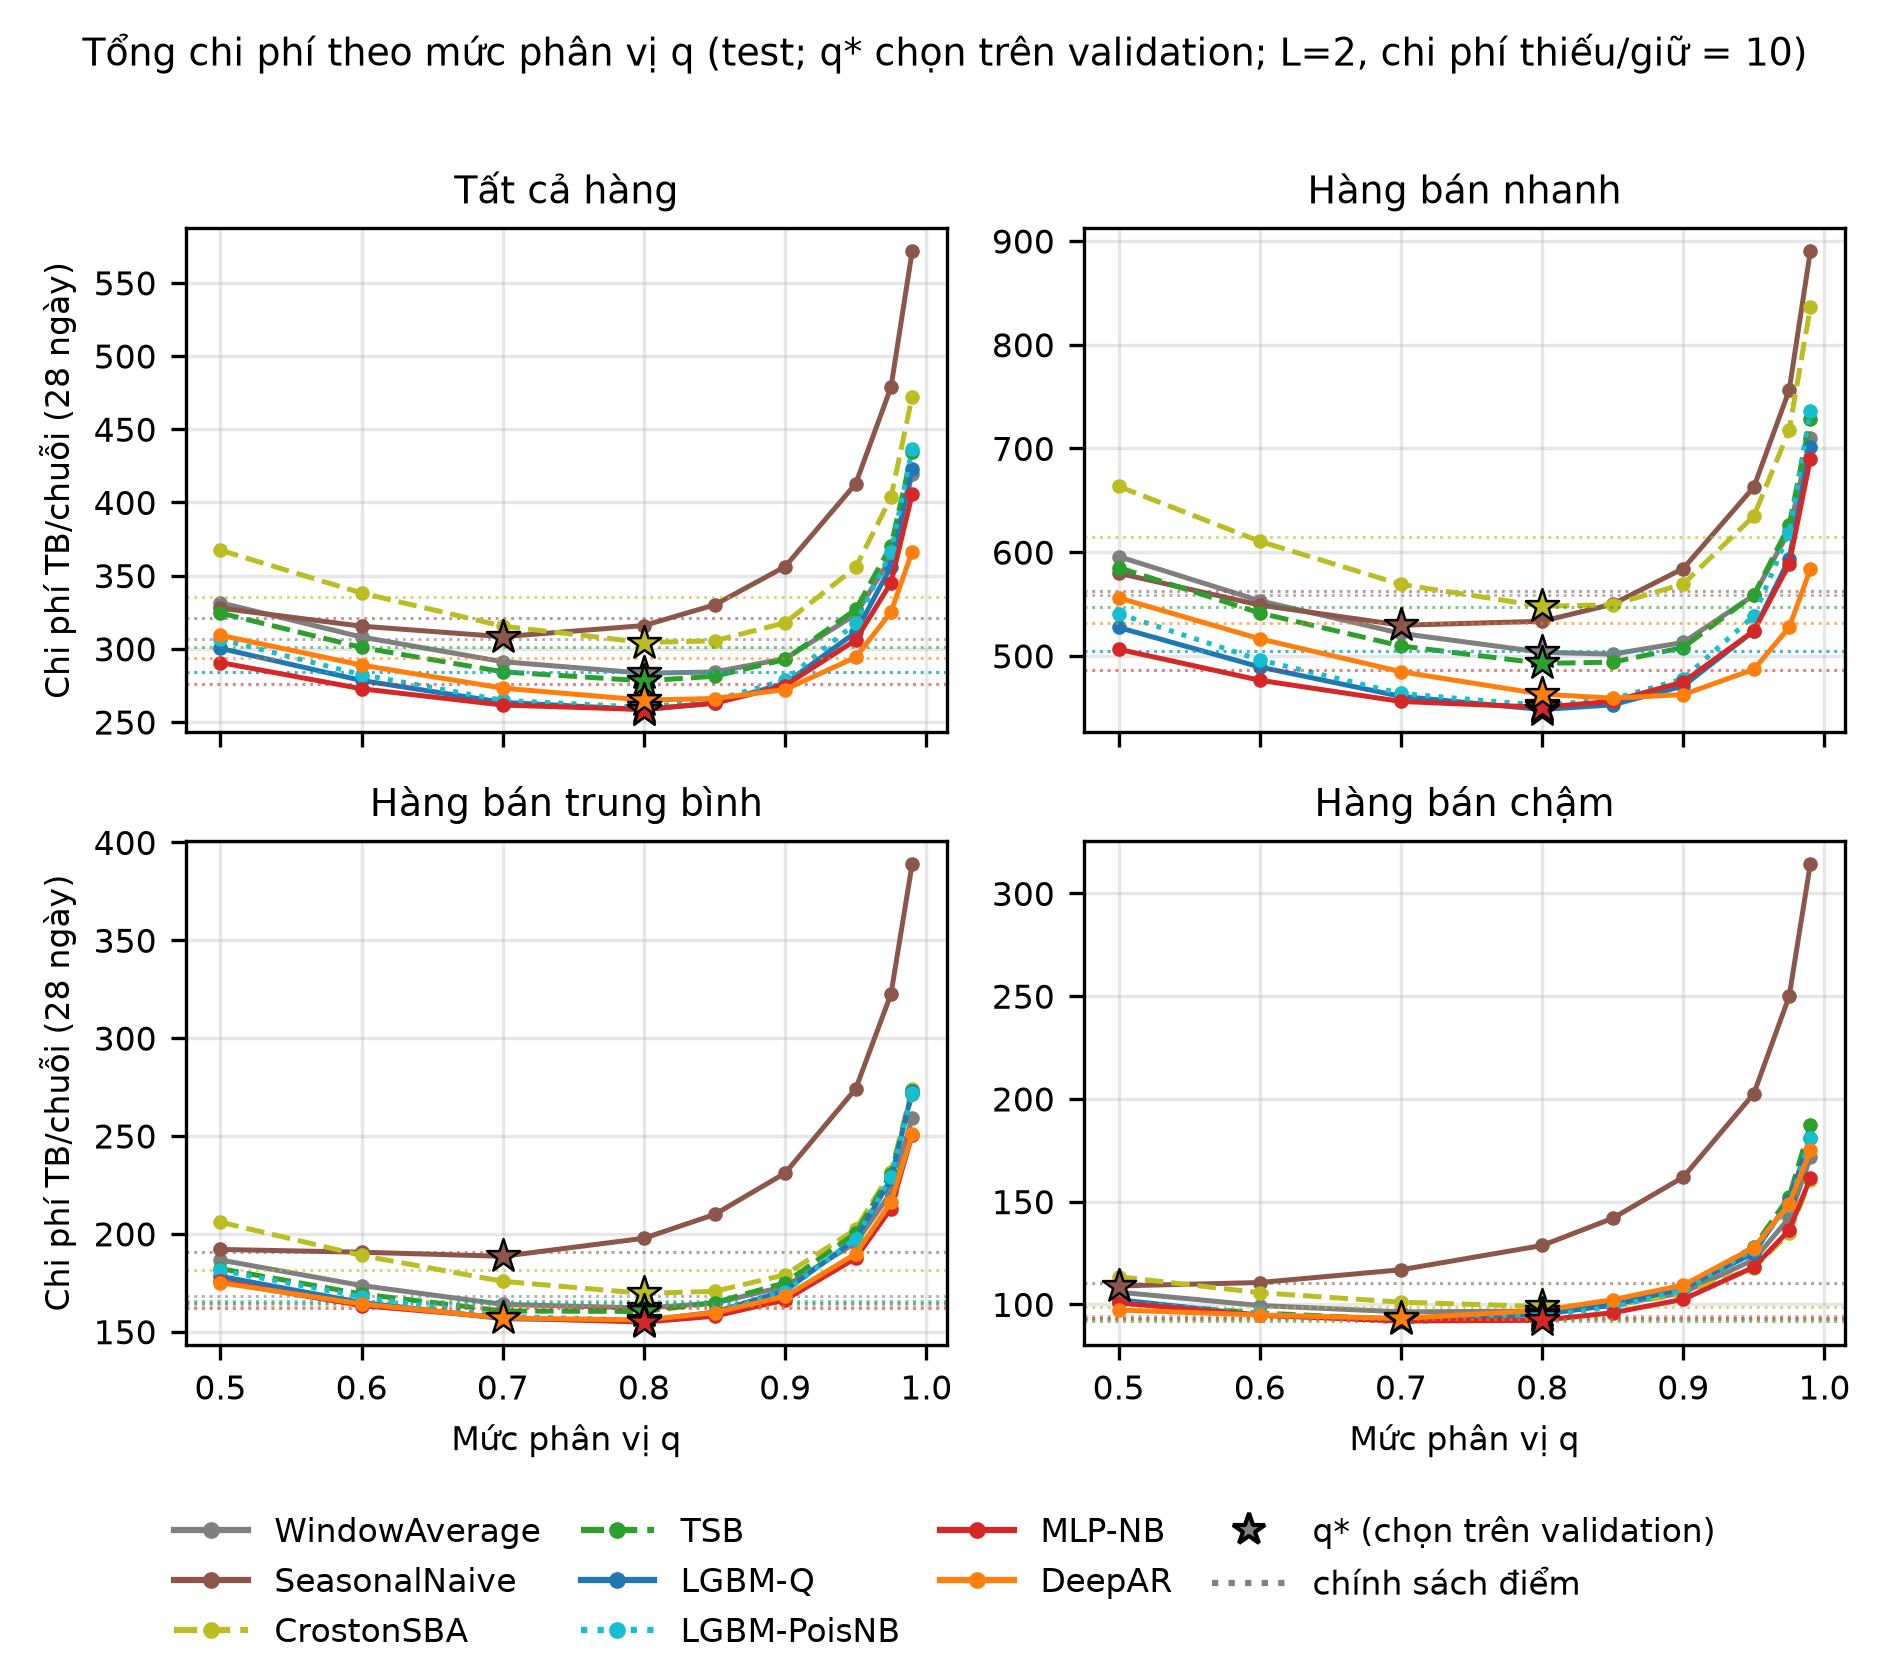 Tổng chi phí theo mức phân vị q (test; q* chọn trên validation; L=2, chi phí thiếu/giữ = 10)
Tất cả hàng
Chi phí TB/chuỗi (28 ngày)
550
500
450
400
350
300
250
Hàng bán nhanh
900
800
700
600
500
Hàng bán trung bình
Chi phí TB/chuỗi (28 ngày)
400
350
300
250
200
150
0.5 0.6 0.7 0.8 0.9 1.0
Mức phân vị q
Hàng bán chậm
300
250
200
150
100
0.5 0.6 0.7 0.8 0.9 1.0
Mức phân vị q
WindowAverage
SeasonalNaive
CrostonSBA
TSB
LGBM-Q
LGBM-PoisNB
MLP-NB
DeepAR
q* (chọn trên validation)
chính sách điểm